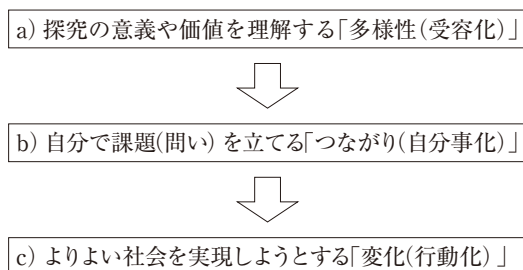 a) 探究の意義や価値を理解する｢多様性(受容化)｣
b) 自分で課題(問い) を立てる｢つながり(自分事化)｣
c) よりよい社会を実現しようとする｢変化(行動化) ｣